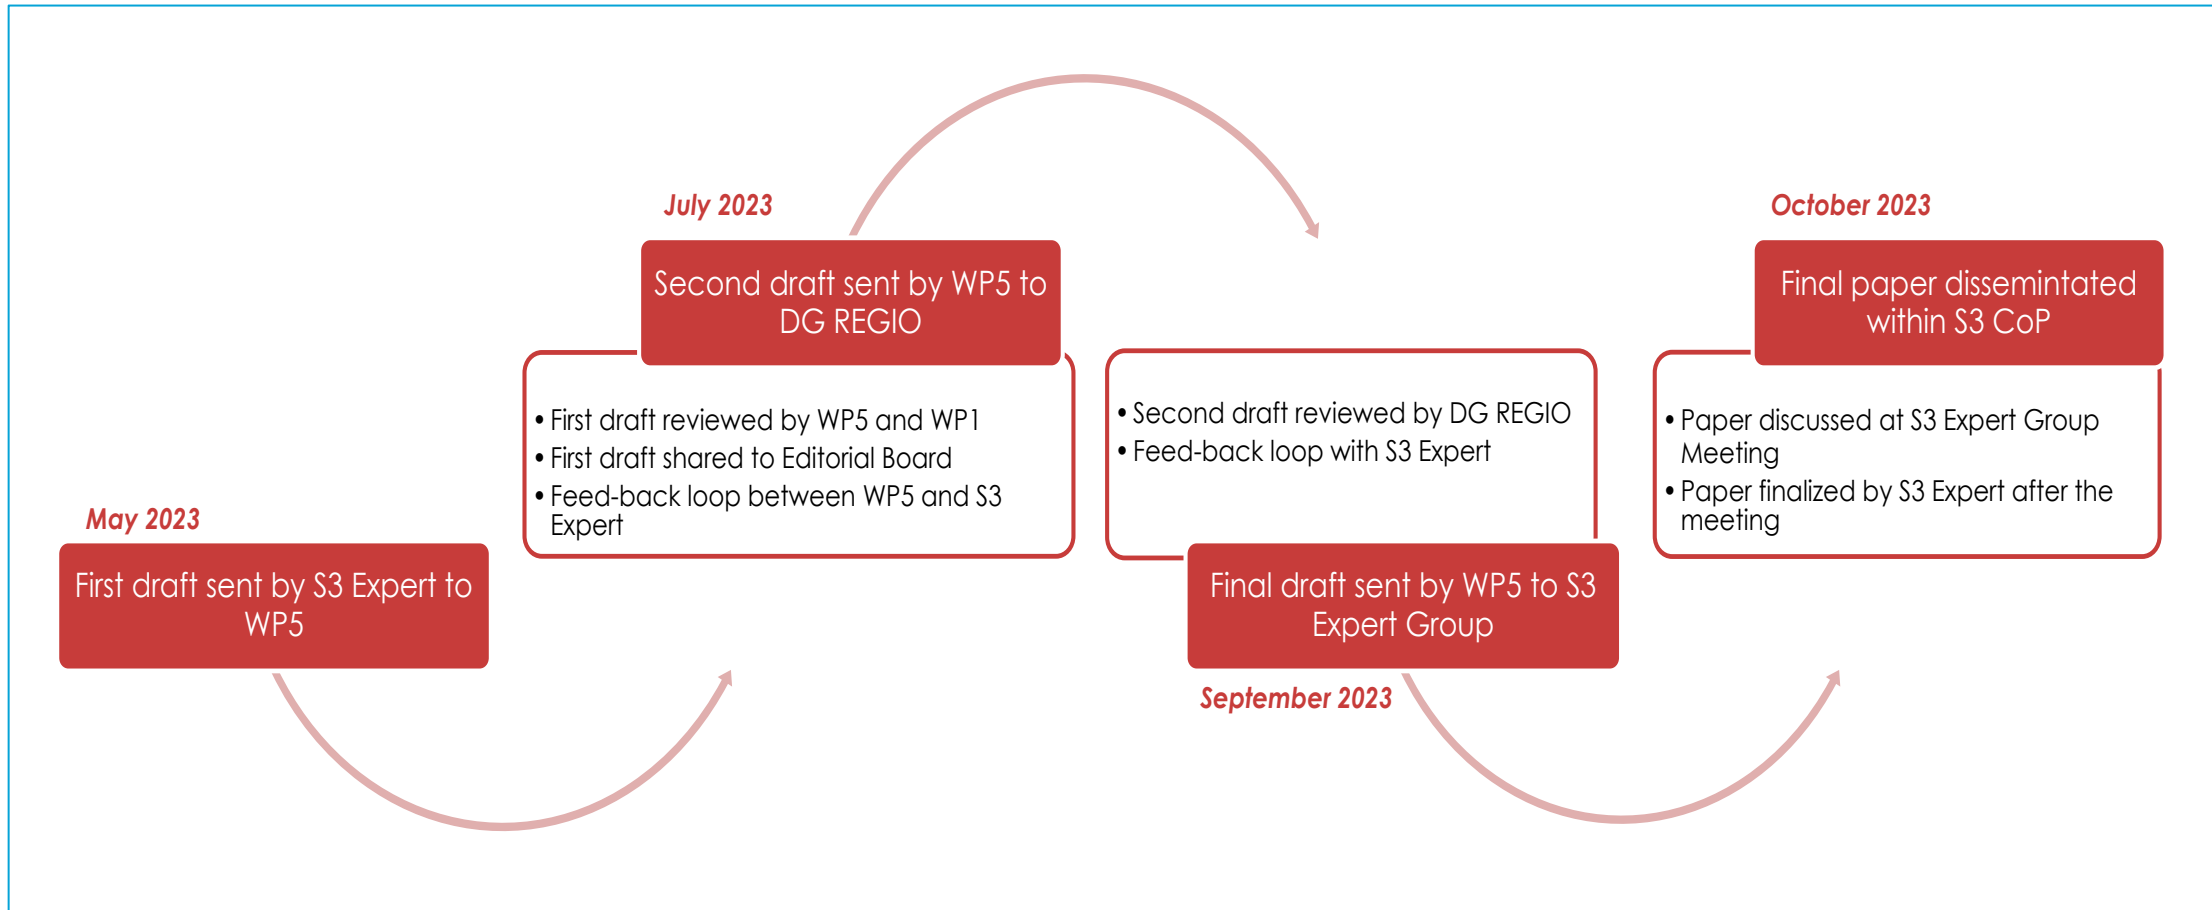 May 2023
First draft sent by S3 Expert to
WP5
July 2023
Second draft sent by WP5 to
DG REGIO
• First draft reviewed by WP5 and WP1
• First draft shared to Editorial Board
• Feed-back loop between WP5 and S3
Expert
• Second draft reviewed by DG REGIO
• Feed-back loop with S3 Expert
Final draft sent by WP5 to S3
Expert Group
September 2023
October 2023
Final paper dissemintated
within S3 CoP
• Paper discussed at S3 Expert Group
Meeting
• Paper finalized by S3 Expert after the
meeting